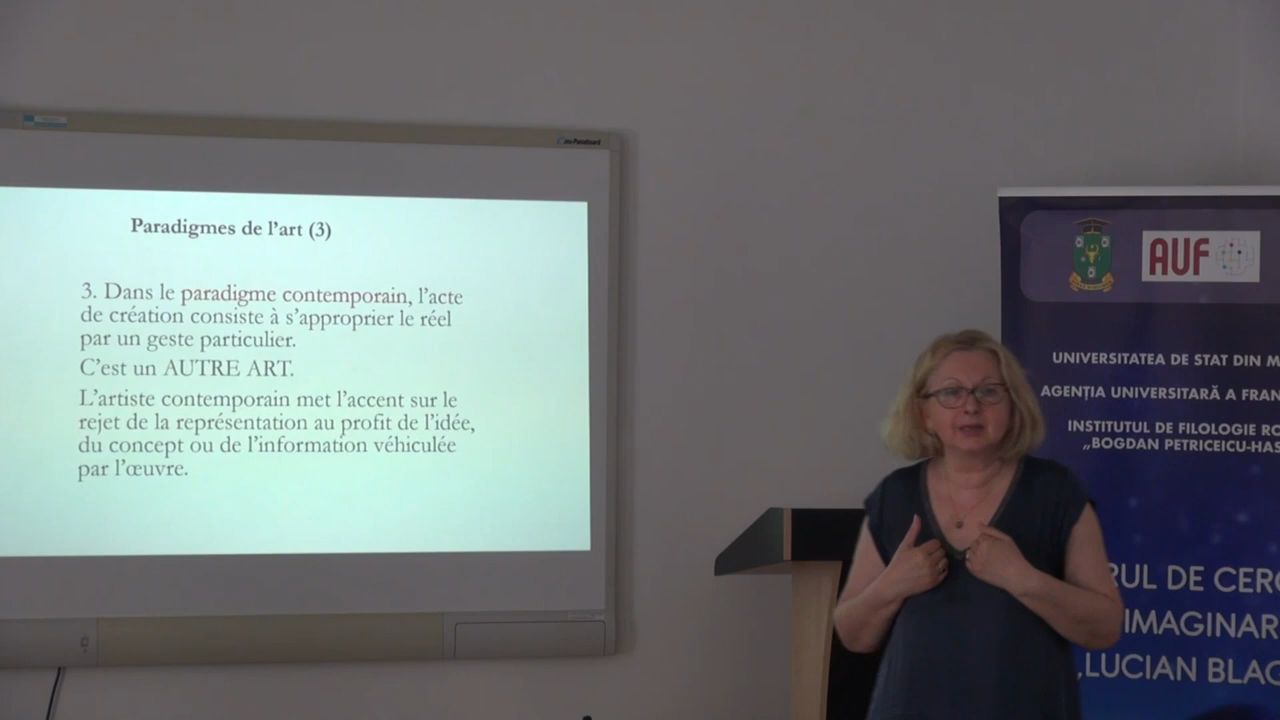 Paradigmes de l'art (3)
3. Dans le paradigme contemporain, l'acte
de création consiste à s'approprier le réel
par un geste particulier.
C'est un AUTRE ART.
L'artiste contemporain met l'accent sur le
rejet de la représentation au profit de l'idée,
du concept ou de l'information véhiculée
par l'œuvre.
AUF
UNIVERSITATEA DE STAT DIN M
AGENȚIA UNIVERSITARĂ A FRAN
INSTITUTUL DE FILOLOGIE RO
„BOGDAN PETRICEICU-HAS
RUL DE CER
IMAGINAR
„LUCIAN BLAG